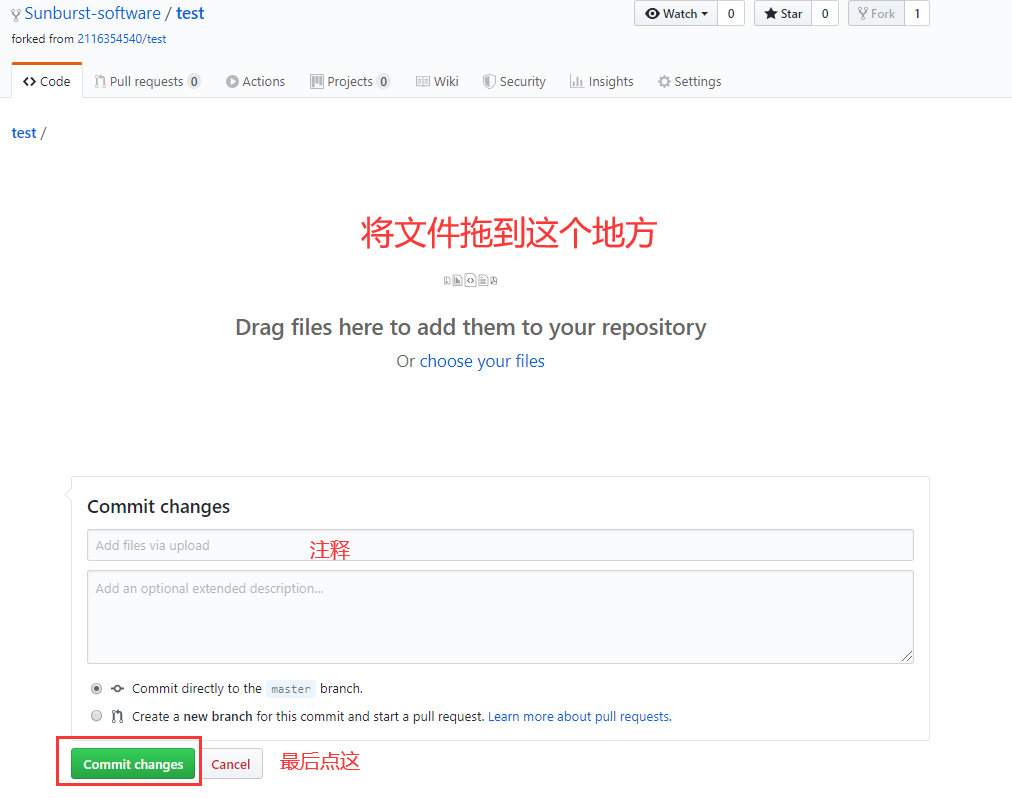 Sunburst-software / test
Watch 0 Star 0 Fork 1
forked from 2116354540/test
Code Pull requests 0 Actions Projects 0 Wiki Security Insights Settings
test /
将文件拖到这个地方
Drag files here to add them to your repository
Or choose your files
Commit changes
Add files via upload 注释
Add an optional extended description...
Commit directly to the master branch.
Create a new branch for this commit and start a pull request. Learn more about pull requests.
Commit changes Cancel 最后点这